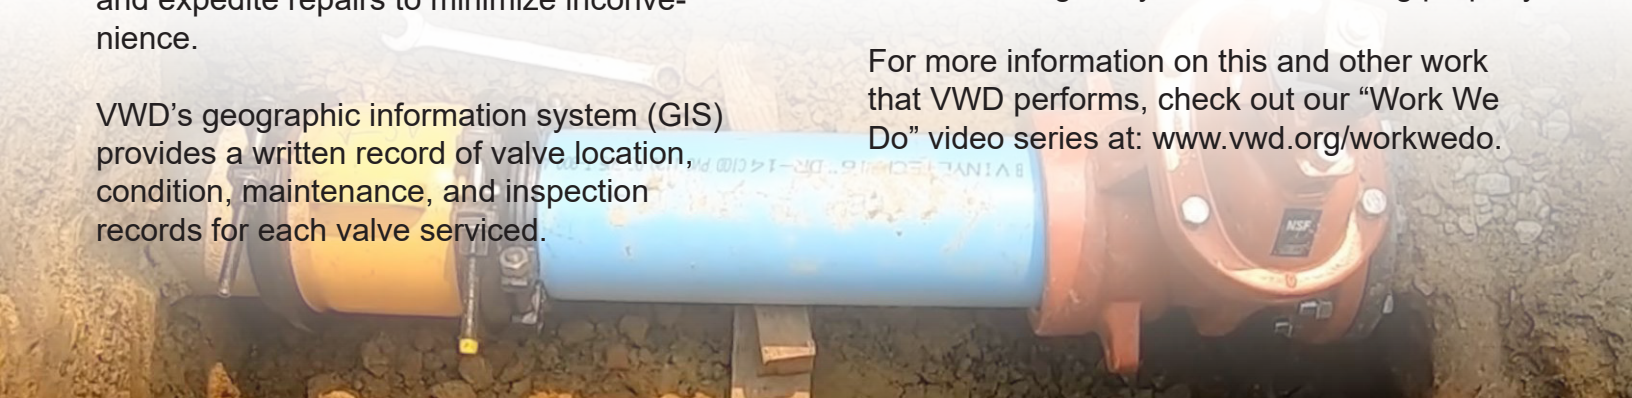 and expedite repairs to minimize inconve-
nience.
VWD’s geographic information system (GIS)
provides a written record of valve location,
condition, maintenance, and inspection
records for each valve serviced.
For more information on this and other work
that VWD performs, check out our “Work We
Do” video series at: www.vwd.org/workwedo.
NSF